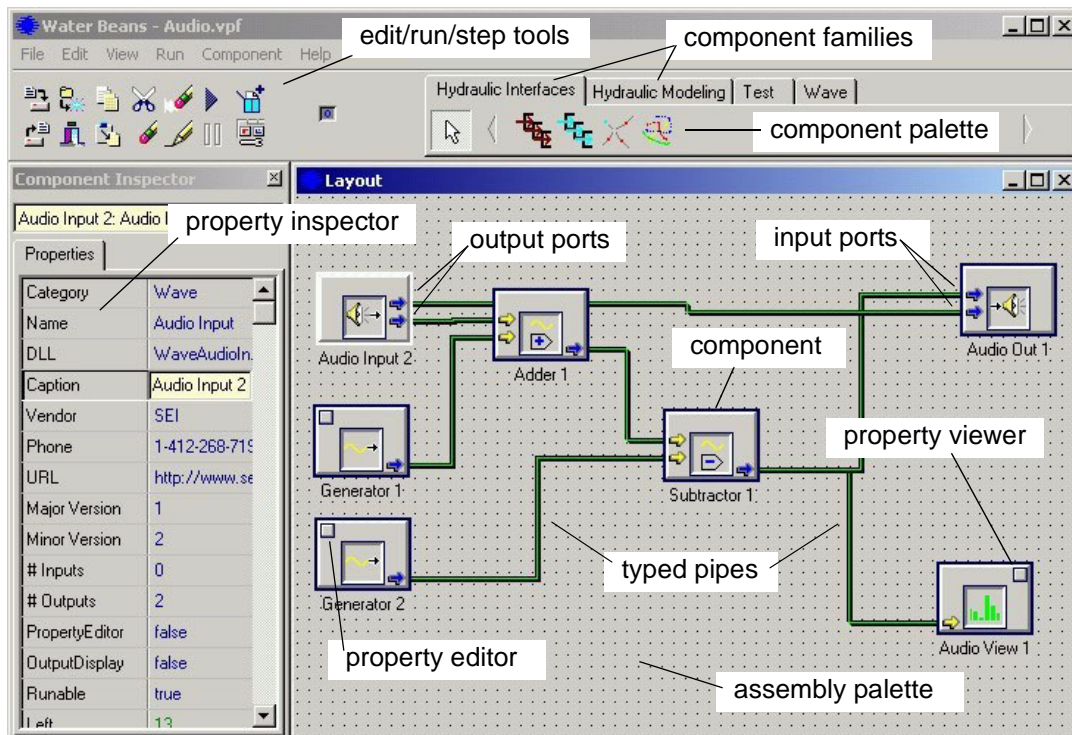 Water Beans - Audio.vpf
edit/run/step tools
component families
File Edit View Run Component Help
Hydraulic Interfaces Hydraulic Modeling Test Wave
component palette
Component Inspector
Layout
Audio Input 2: Audio
property inspector
output ports
input ports
Properties
Category Wave
Name Audio Input
DLL WaveAudioIn.
Caption Audio Input 2
Vendor SEI
Phone 1-412-268-719
URL http://www.se
Major Version 1
Minor Version 2
# Inputs 0
# Outputs 2
PropertyEditor false
OutputDisplay false
Runable true
Left 13
Audio Input 2
Adder 1
component
Audio Out 1
Generator 1
Subtractor 1
property viewer
Generator 2
typed pipes
property editor
Audio View 1
assembly palette